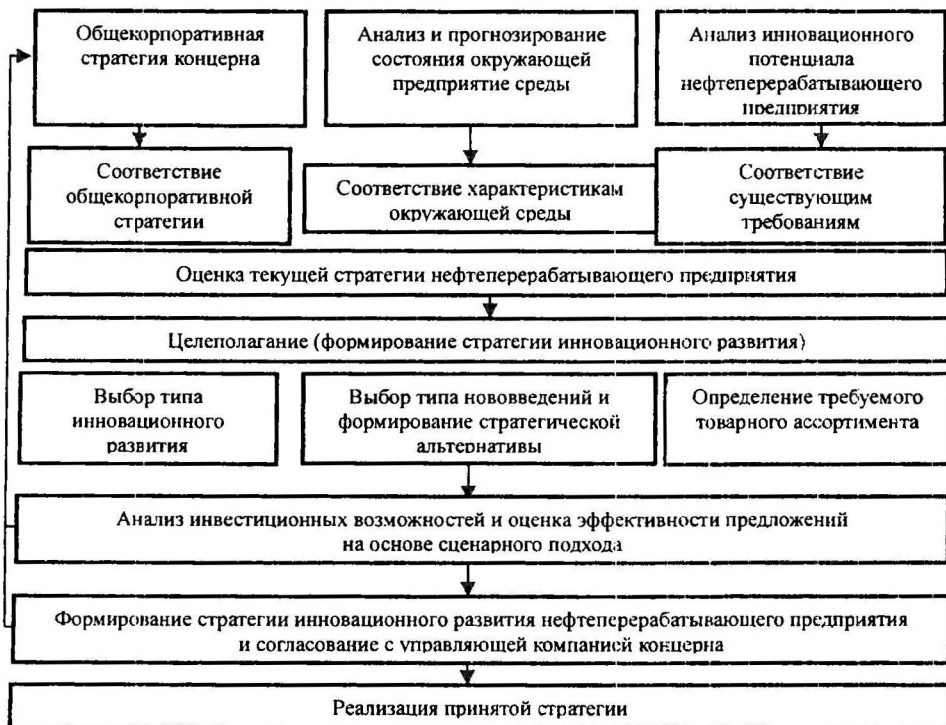 Общекорпоративная
стратегия концерна
Анализ и прогнозирование
состояния окружающей
предприятие среды
Анализ инновационного
потенциала
нефтеперерабатывающего
предприятия
Соответствие
общекорпоративной
стратегии
Соответствие характеристикам
окружающей среды
Соответствие
существующим
требованиям
Оценка текущей стратегии нефтеперерабатывающего предприятия
Целеполагание (формирование стратегии инновационного развития)
Выбор типа
инновационного
развития
Выбор типа нововведений и
формирование стратегической
альтернативы
Определение требуемого
товарного ассортимента
Анализ инвестиционных возможностей и оценка эффективности предложений
на основе сценарного подхода
Формирование стратегии инновационного развития нефтеперерабатывающего предприятия
и согласование с управляющей компанией концерна
Реализация принятой стратегии